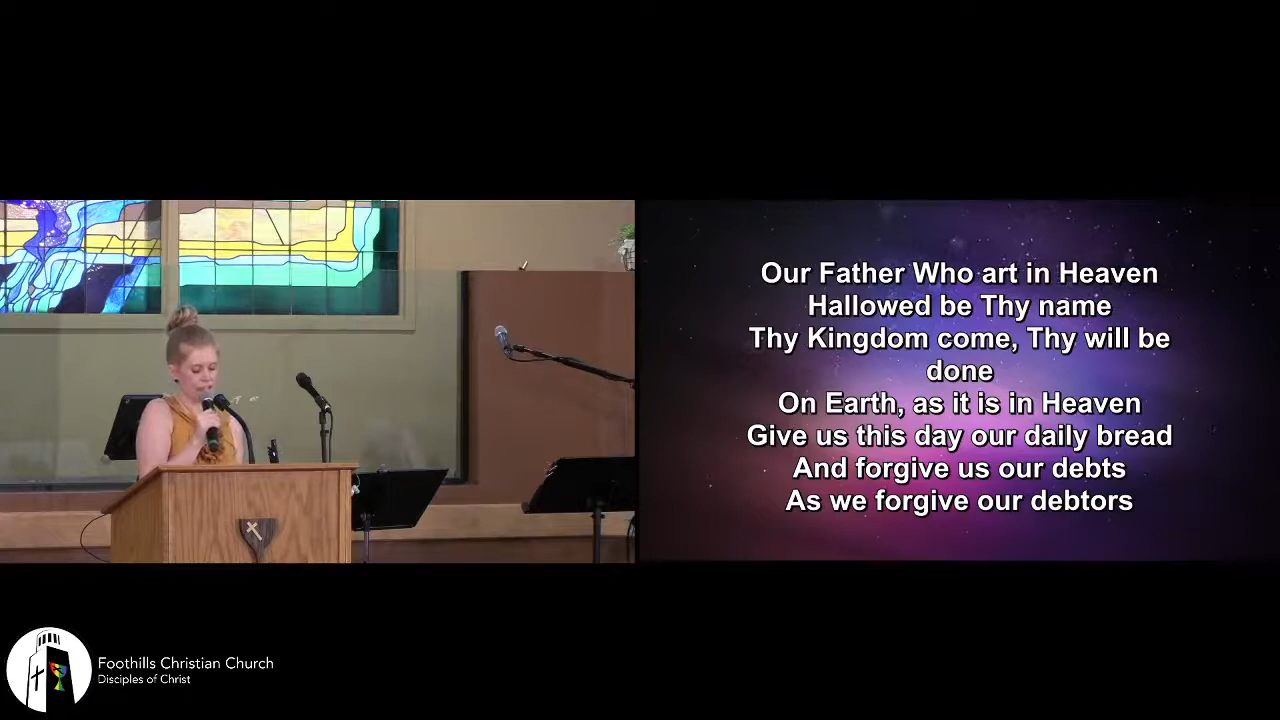 Our Father Who art in Heaven
Hallowed be Thy name
Thy Kingdom come, Thy will be
done
On Earth, as it is in Heaven
Give us this day our daily bread
And forgive us our debts
As we forgive our debtors
Foothills Christian Church
Disciples of Christ